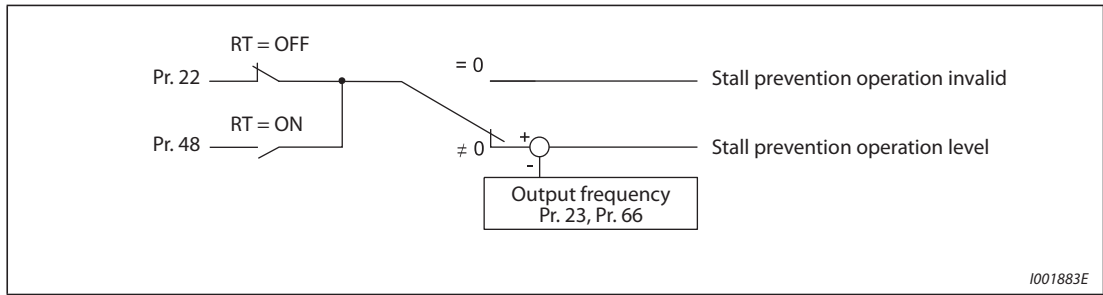 RT = OFF
Pr. 22
= 0
Stall prevention operation invalid
RT = ON
Pr. 48
≠ 0
+
-
Stall prevention operation level
Output frequency
Pr. 23, Pr. 66
I001883E